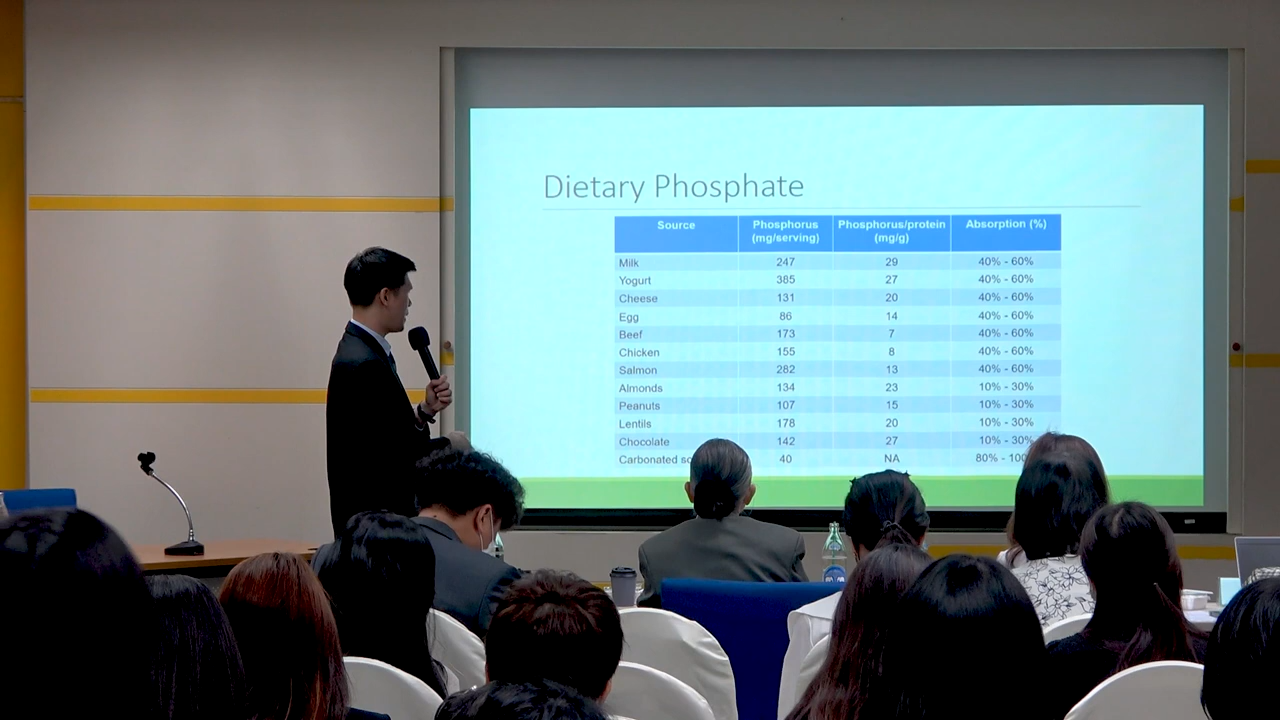 Dietary Phosphate
Source Phosphorus (mg/serving) Phosphorus/protein (mg/g) Absorption (%)
Milk 247 29 40% - 60%
Yogurt 385 27 40% - 60%
Cheese 131 20 40% - 60%
Egg 86 14 40% - 60%
Beef 173 7 40% - 60%
Chicken 155 8 40% - 60%
Salmon 282 13 40% - 60%
Almonds 134 23 10% - 30%
Peanuts 107 15 10% - 30%
Lentils 178 20 10% - 30%
Chocolate 142 27 10% - 30%
Carbonated 40 NA 80% -